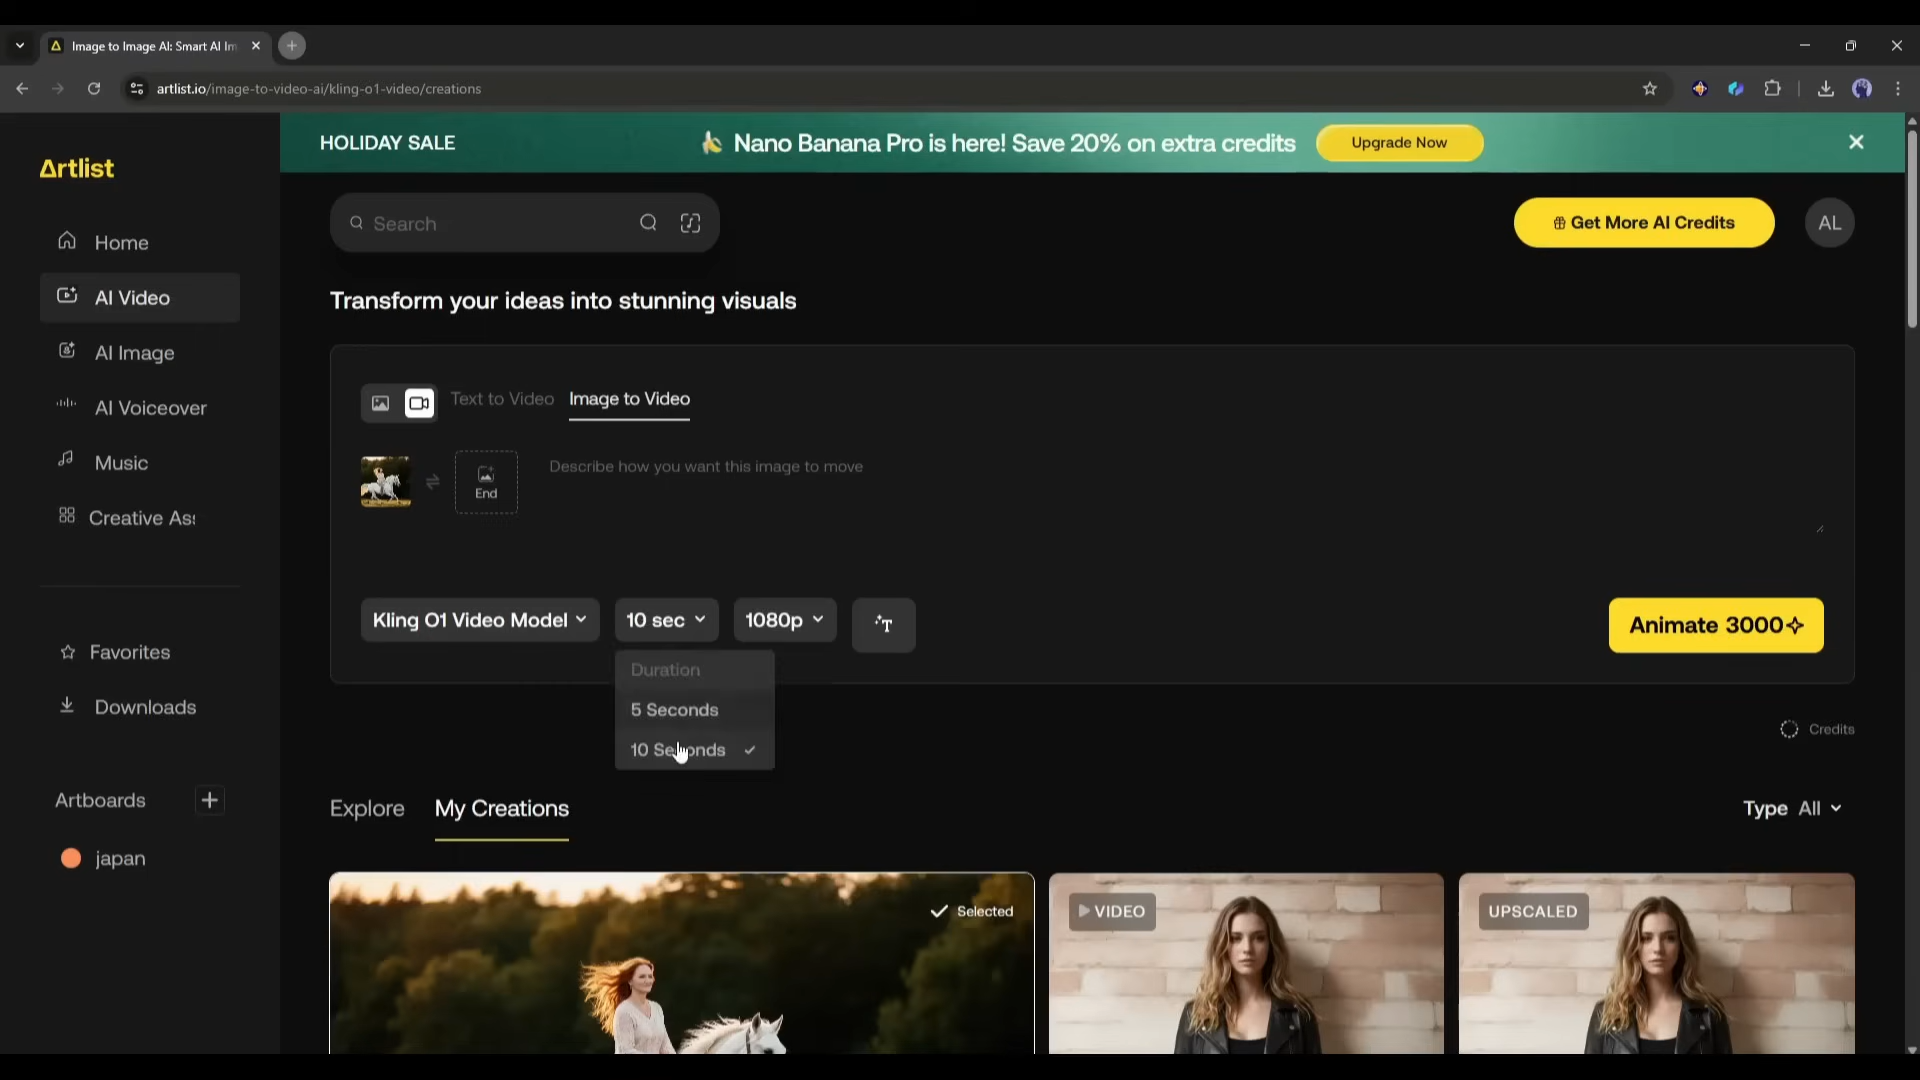 Image to Image AI: Smart AI Im
artlist.io/image-to-video-ai/kling-o1-video/creations
HOLIDAY SALE
Nano Banana Pro is here! Save 20% on extra credits
Upgrade Now
Artlist
Search
Get More AI Credits
AL
Home
AI Video
AI Image
AI Voiceover
Music
Creative Ass
Favorites
Downloads
Artboards
japan
Transform your ideas into stunning visuals
Text to Video
Image to Video
End
Describe how you want this image to move
Kling O1 Video Model
10 sec
1080p
T
Animate 3000
Duration
5 Seconds
10 Seconds
Credits
Explore
My Creations
Type All
Selected
VIDEO
UPSCALED